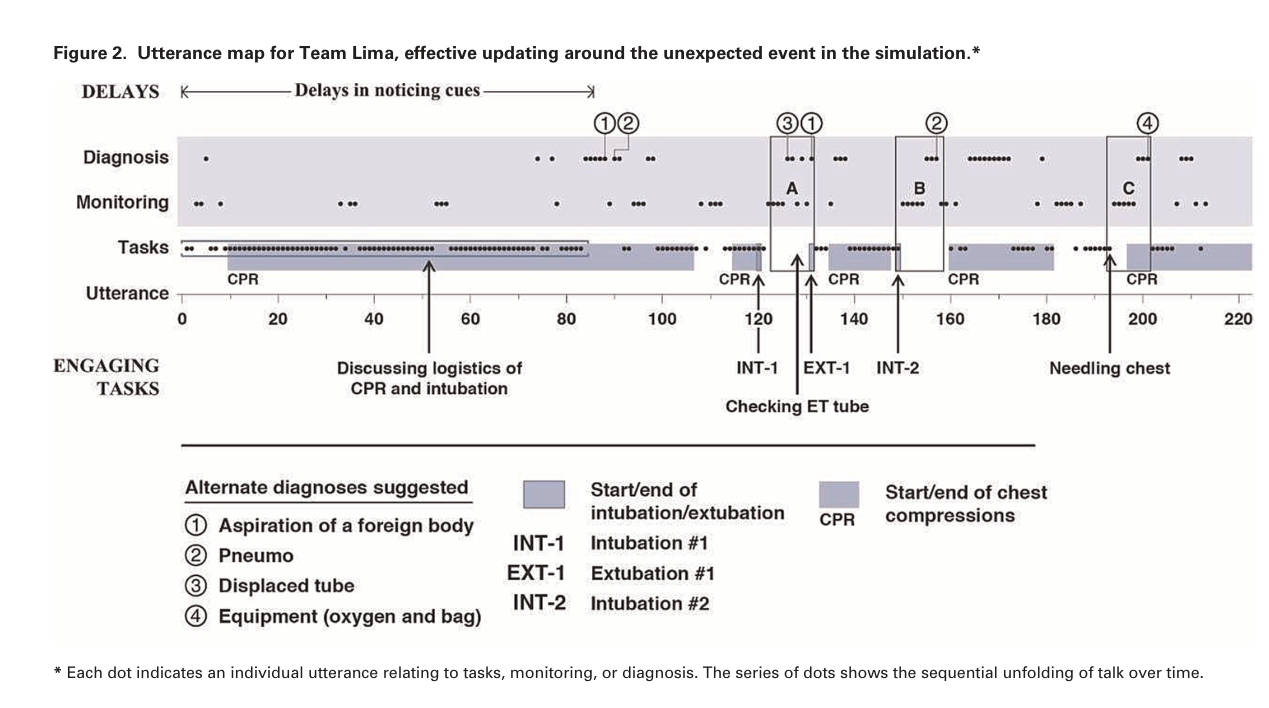 Figure 2. Utterance map for Team Lima, effective updating around the unexpected event in the simulation.*
DELAYS
Delays in noticing cues
① ② ③ ① ② ④
Diagnosis
A B C
Monitoring
Tasks
CPR CPR CPR CPR CPR
Utterance
0 20 40 60 80 100 120 140 160 180 200 220
ENGAGING
TASKS
Discussing logistics of
CPR and intubation
INT-1 EXT-1 INT-2 Needling chest
Checking ET tube
Alternate diagnoses suggested
① Aspiration of a foreign body
② Pneumo
③ Displaced tube
④ Equipment (oxygen and bag)
Start/end of
intubation/extubation
INT-1 Intubation #1
EXT-1 Extubation #1
INT-2 Intubation #2
Start/end of chest
compressions
CPR
* Each dot indicates an individual utterance relating to tasks, monitoring, or diagnosis. The series of dots shows the sequential unfolding of talk over time.